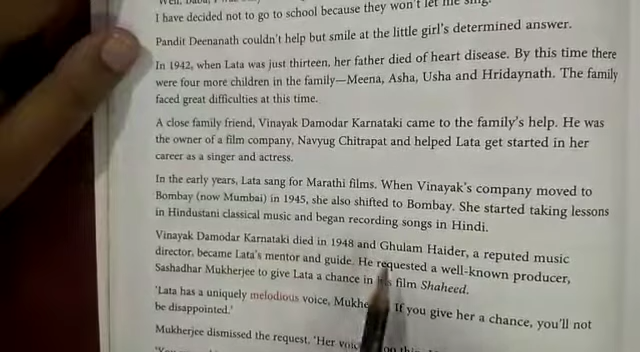 I have decided not to go to school because they won't let me sing.
Pandit Deenanath couldn't help but smile at the little girl's determined answer.
In 1942, when Lata was just thirteen, her father died of heart disease. By this time there
were four more children in the family—Meena, Asha, Usha and Hridaynath. The family
faced great difficulties at this time.
A close family friend, Vinayak Damodar Karnataki came to the family's help. He was
the owner of a film company, Navyug Chitrapat and helped Lata get started in her
career as a singer and actress.
In the early years, Lata sang for Marathi films. When Vinayak's company moved to
Bombay (now Mumbai) in 1945, she also shifted to Bombay. She started taking lessons
in Hindustani classical music and began recording songs in Hindi.
Vinayak Damodar Karnataki died in 1948 and Ghulam Haider, a reputed music
director, became Lata's mentor and guide. He requested a well-known producer,
Sashadhar Mukherjee to give Lata a chance in film Shaheed.
'Lata has a uniquely melodious voice, If you give her a chance, you'll not
be disappointed.'
Mukherjee dismissed the request. 'Her